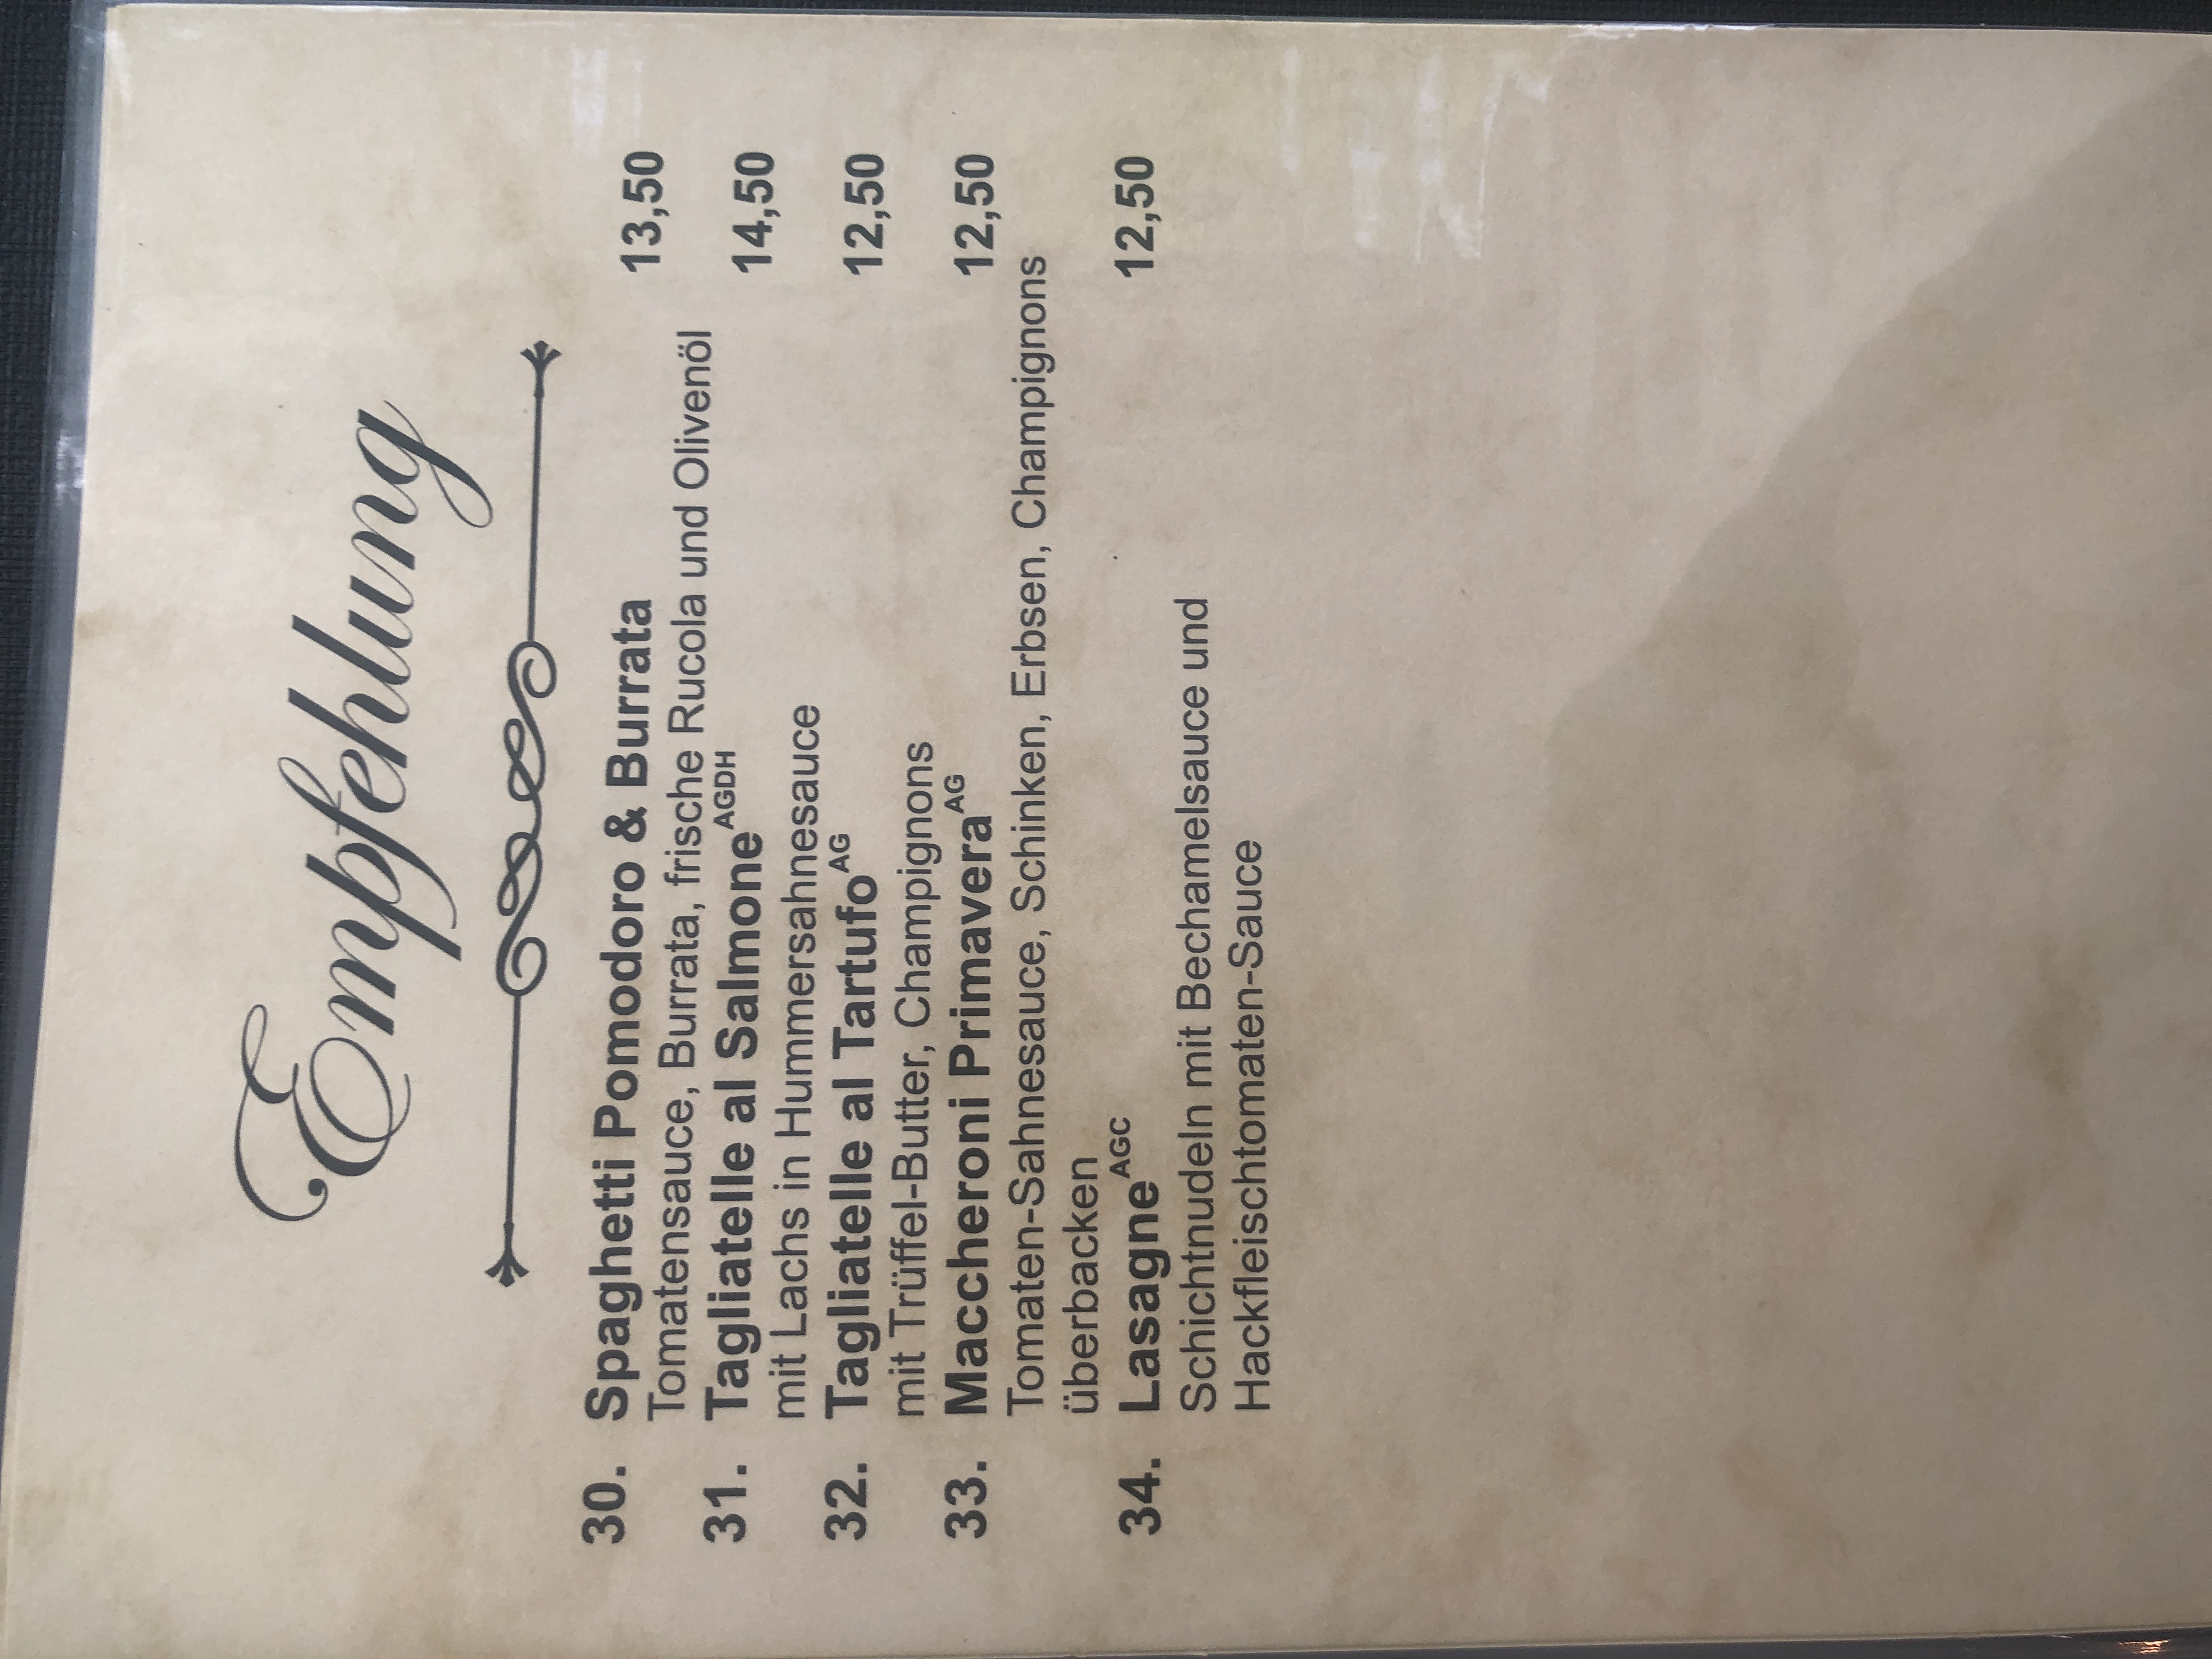 Empfehlung
30. Spaghetti Pomodoro & Burrata 13,50
Tomatensauce, Burrata, frische Rucola und Olivenöl
31. Tagliatelle al Salmone AGDH 14,50
mit Lachs in Hummersahnesauce
32. Tagliatelle al Tartufo AG 12,50
mit Trüffel-Butter, Champignons
33. Maccheroni Primavera AG 12,50
Tomaten-Sahnesauce, Schinken, Erbsen, Champignons
überbacken
34. Lasagne AGC 12,50
Schichtnudeln mit Bechamelsauce und
Hackfleischtomaten-Sauce